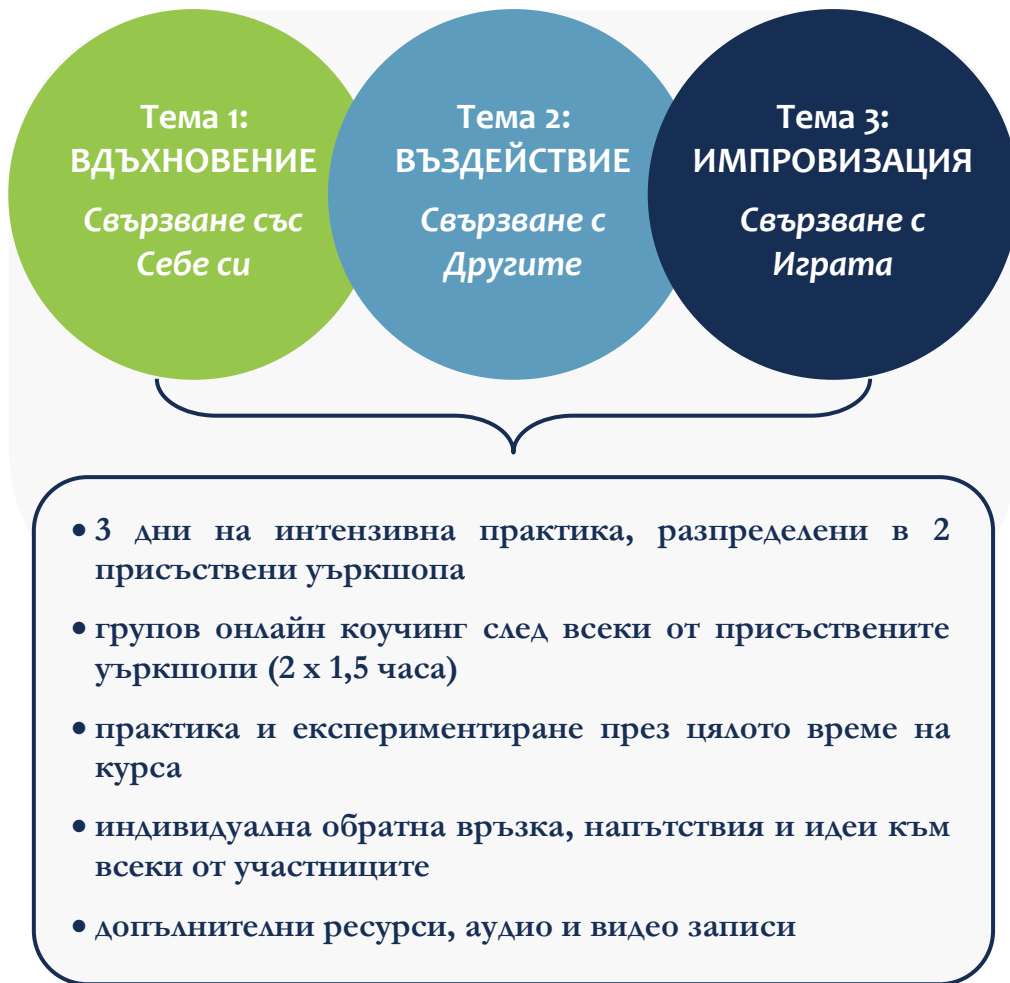 Тема 1:
ВДЪХНОВЕНИЕ
Свързване със
Себе си
Тема 2:
ВЪЗДЕЙСТВИЕ
Свързване с
Другите
Тема 3:
ИМПРОВИЗАЦИЯ
Свързване с
Играта
• 3 дни на интензивна практика, разпределени в 2
присъствени уъркшопа
• групов онлайн коучинг след всеки от присъствените
уъркшопи (2 х 1,5 часа)
• практика и експериментиране през цялото време на
курса
• индивидуална обратна връзка, напътствия и идеи към
всеки от участниците
• допълнителни ресурси, аудио и видео записи